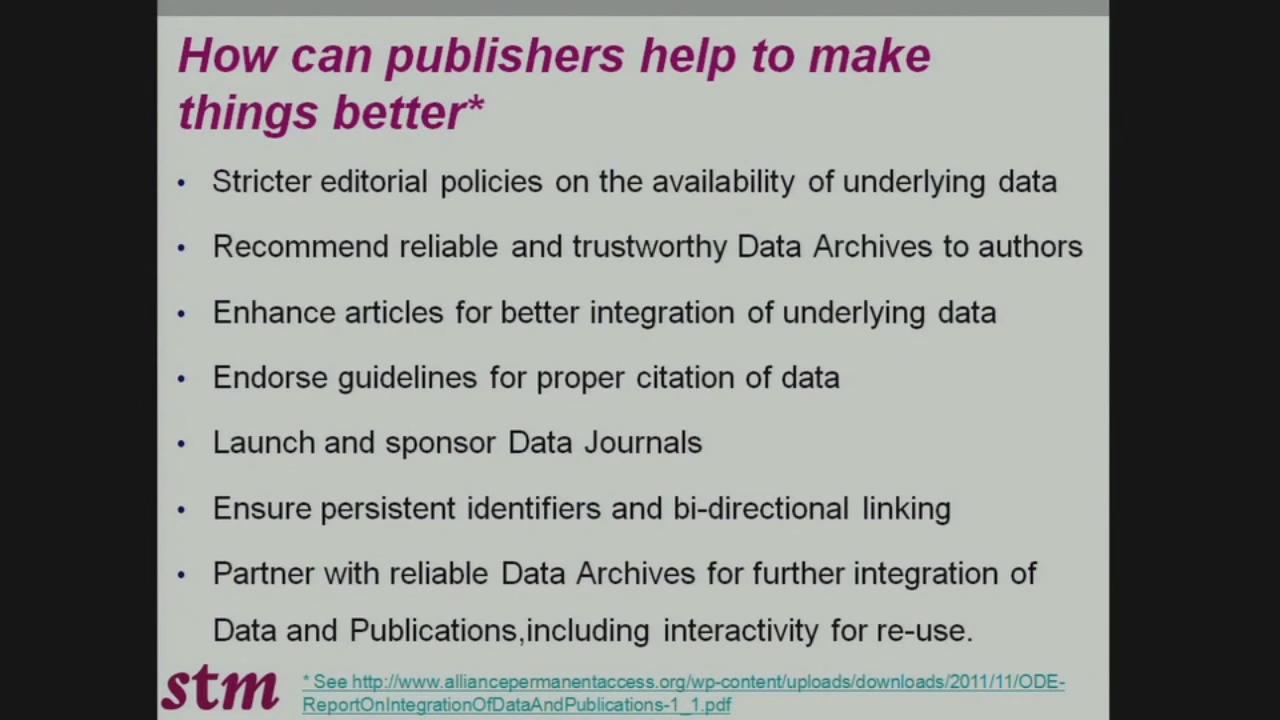 How can publishers help to make
things better*
• Stricter editorial policies on the availability of underlying data
• Recommend reliable and trustworthy Data Archives to authors
• Enhance articles for better integration of underlying data
• Endorse guidelines for proper citation of data
• Launch and sponsor Data Journals
• Ensure persistent identifiers and bi-directional linking
• Partner with reliable Data Archives for further integration of
Data and Publications,including interactivity for re-use.
stm
* See http://www.alliancepermanentaccess.org/wp-content/uploads/downloads/2011/11/ODE-
ReportOnIntegrationOfDataAndPublications-1_1.pdf